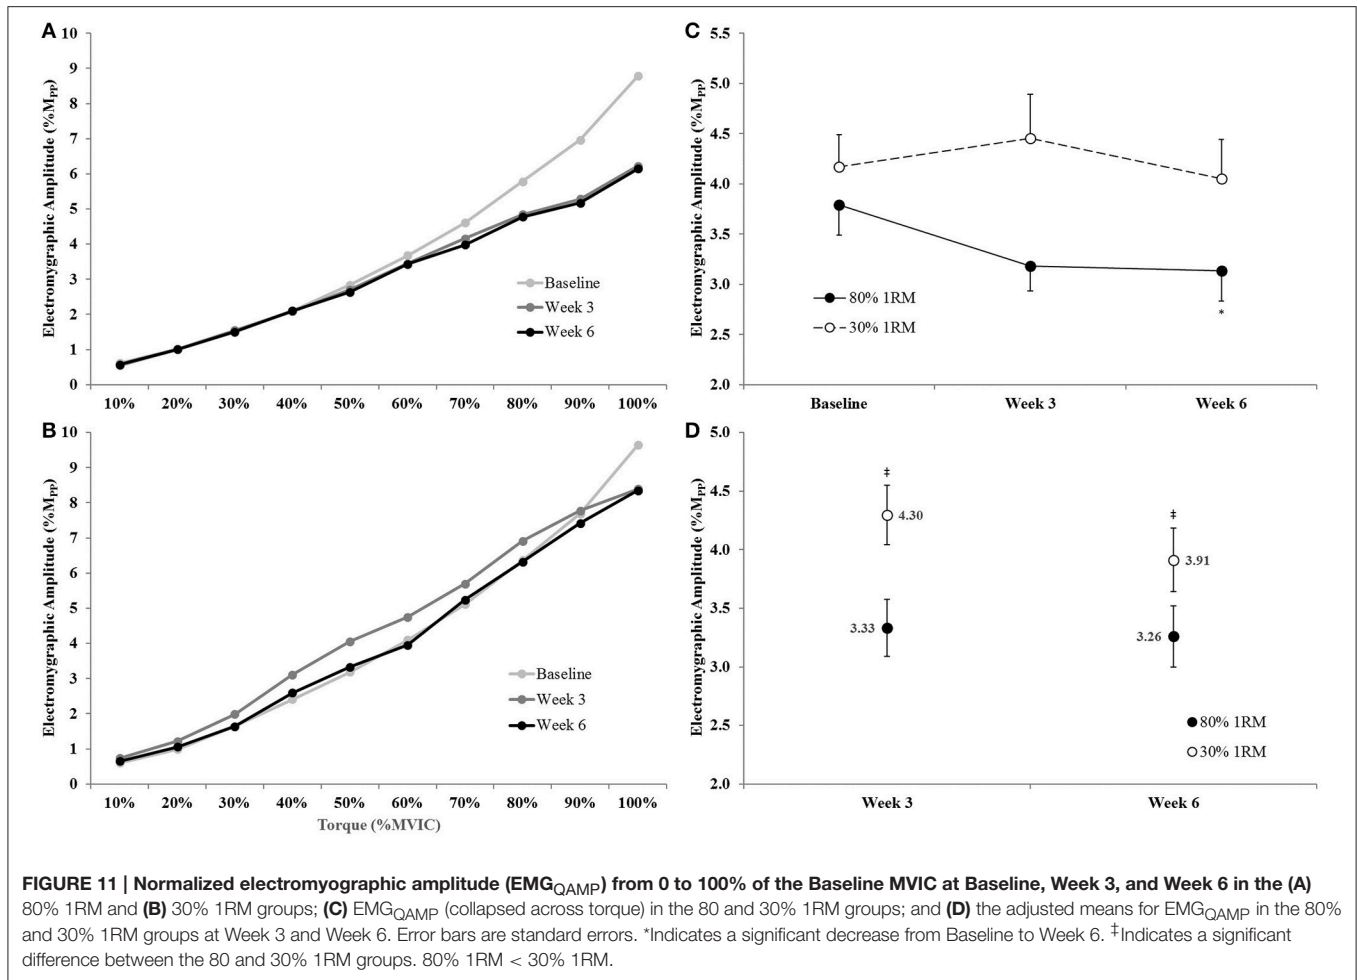 A
10
9
8
7
6
5
4
3
2
1
0
Electromygraphic Amplitude (%MPP)
Baseline
Week 3
Week 6
10% 20% 30% 40% 50% 60% 70% 80% 90% 100%
B
10
9
8
7
6
5
4
3
2
1
0
Electromygraphic Amplitude (%MPP)
Baseline
Week 3
Week 6
10% 20% 30% 40% 50% 60% 70% 80% 90% 100%
Torque (%MVIC)
C
5.5
5.0
4.5
4.0
3.5
3.0
2.5
2.0
Electromygraphic Amplitude (%MPP)
80% 1RM
30% 1RM
*
Baseline Week 3 Week 6
D
5.0
4.5
4.0
3.5
3.0
2.5
2.0
Electromygraphic Amplitude (%MPP)
‡
4.30
3.33
‡
3.91
3.26
80% 1RM
30% 1RM
Week 3 Week 6
FIGURE 11 | Normalized electromyographic amplitude (EMGQAMP) from 0 to 100% of the Baseline MVIC at Baseline, Week 3, and Week 6 in the (A)
80% 1RM and (B) 30% 1RM groups; (C) EMGQAMP (collapsed across torque) in the 80 and 30% 1RM groups; and (D) the adjusted means for EMGQAMP in the 80%
and 30% 1RM groups at Week 3 and Week 6. Error bars are standard errors. *Indicates a significant decrease from Baseline to Week 6. ‡Indicates a significant
difference between the 80 and 30% 1RM groups. 80% 1RM < 30% 1RM.